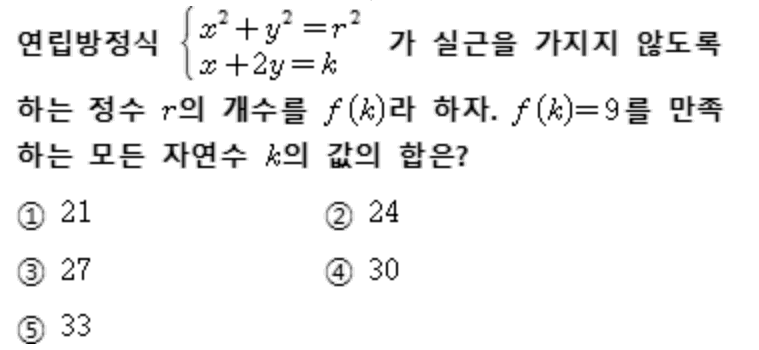 연립방정식 { x²+y²=r² 가 실근을 가지지 않도록
x+2y=k
하는 정수 r의 개수를 f(k)라 하자. f(k)=9를 만족
하는 모든 자연수 k의 값의 합은?
① 21 ② 24
③ 27 ④ 30
⑤ 33